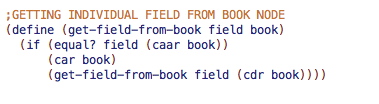 ;GETTING INDIVIDUAL FIELD FROM BOOK NODE
(define (get-field-from-book field book)
  (if (equal? field (caar book))
      (car book)
      (get-field-from-book field (cdr book))))